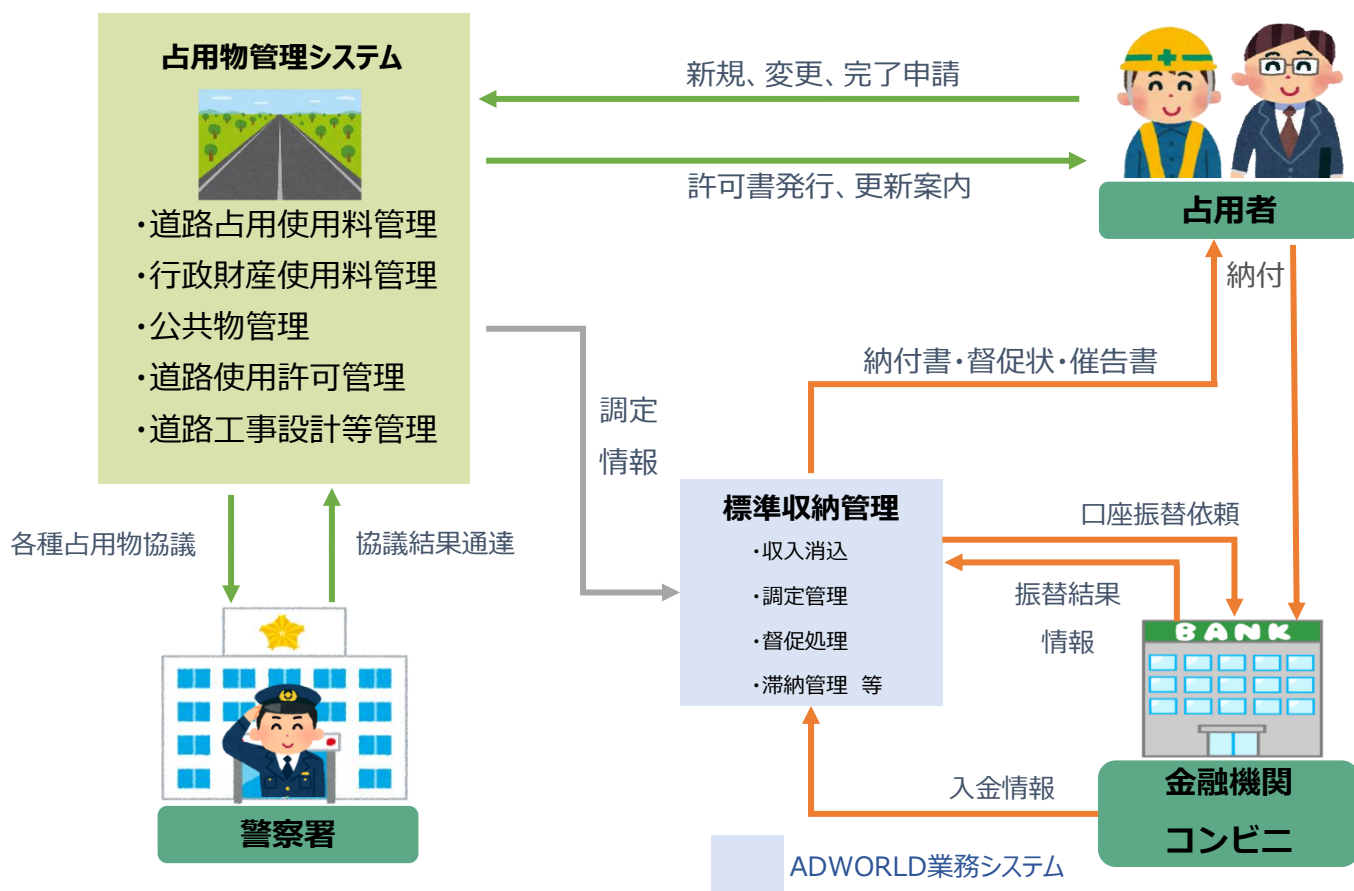 占用物管理システム
・道路占用使用料管理
・行政財産使用料管理
・公共物管理
・道路使用許可管理
・道路工事設計等管理
新規、変更、完了申請
許可書発行、更新案内
占用者
納付
納付書・督促状・催告書
調定
情報
各種占用物協議
協議結果通達
警察署
標準収納管理
・収入消込
・調定管理
・督促処理
・滞納管理 等
口座振替依頼
振替結果
情報
BANK
入金情報
金融機関
コンビニ
ADWORLD業務システム